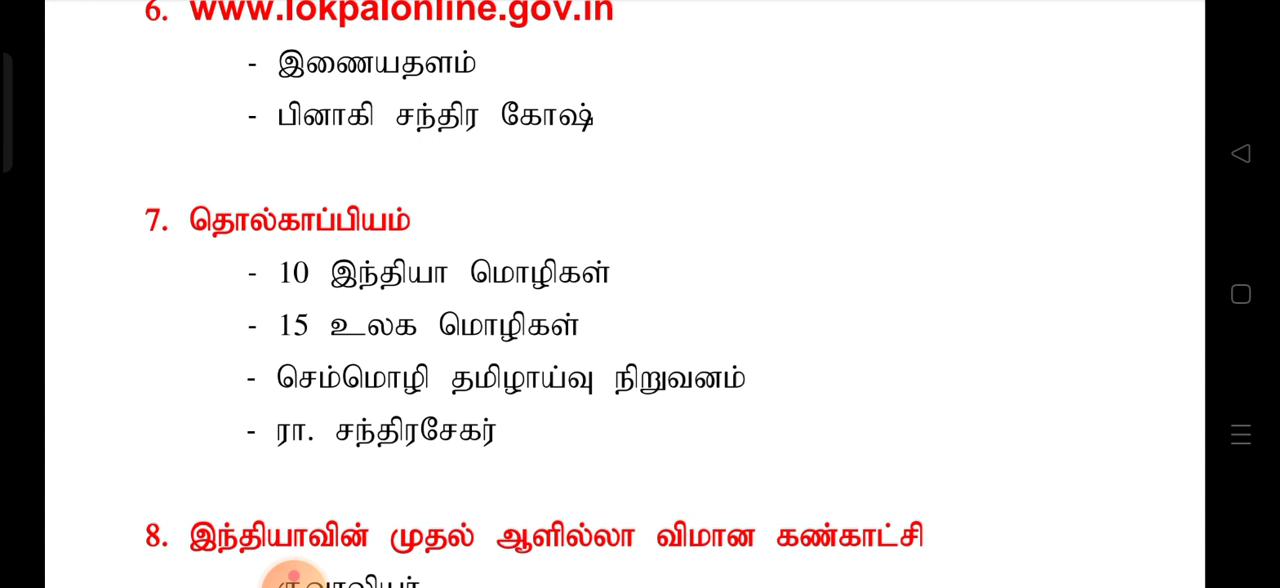 6. www.lokpalonline.gov.in
- இணையதளம்
- பினாகி சந்திர கோஷ்
7. தொல்காப்பியம்
- 10 இந்தியா மொழிகள்
- 15 உலக மொழிகள்
- செம்மொழி தமிழாய்வு நிறுவனம்
- ரா. சந்திரசேகர்
8. இந்தியாவின் முதல் ஆளில்லா விமான கண்காட்சி